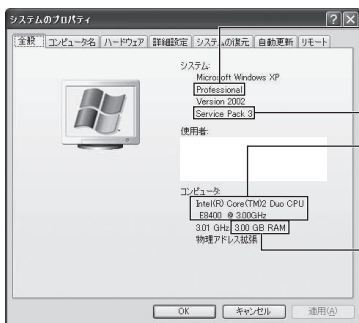 システムのプロパティ
全般 コンピュータ名 ハードウェア 詳細設定 システムの復元 自動更新 リモート
システム:
Microsoft Windows XP
Professional
Version 2002
Service Pack 3
使用者:
コンピュータ:
Intel(R) Core(TM)2 Duo CPU
E8400 @ 3.00GHz
3.01 GHz, 3.00 GB RAM
物理アドレス拡張
OK キャンセル 適用(A)